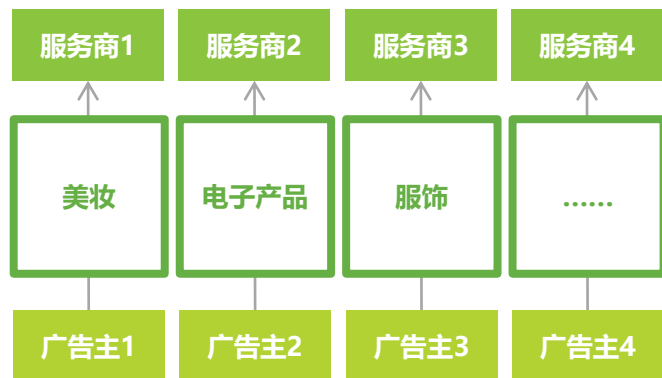 服务商1
服务商2
服务商3
服务商4
美妆
电子产品
服饰
……
广告主1
广告主2
广告主3
广告主4